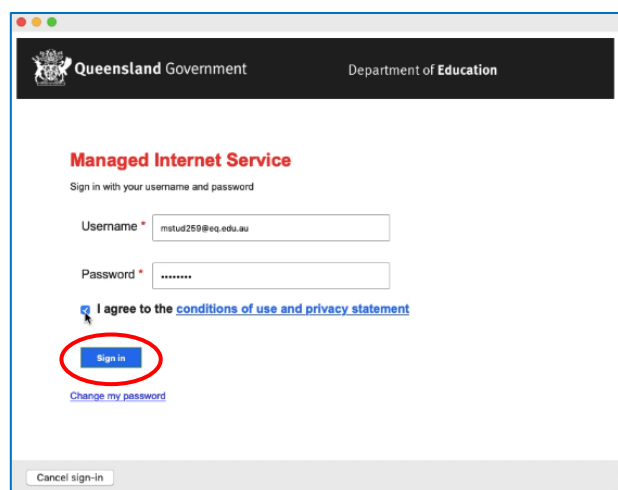 Queensland Government
Department of Education
Managed Internet Service
Sign in with your username and password
Username *
mstud259@eq.edu.au
Password *
••••••••
I agree to the conditions of use and privacy statement
Sign in
Change my password
Cancel sign-in